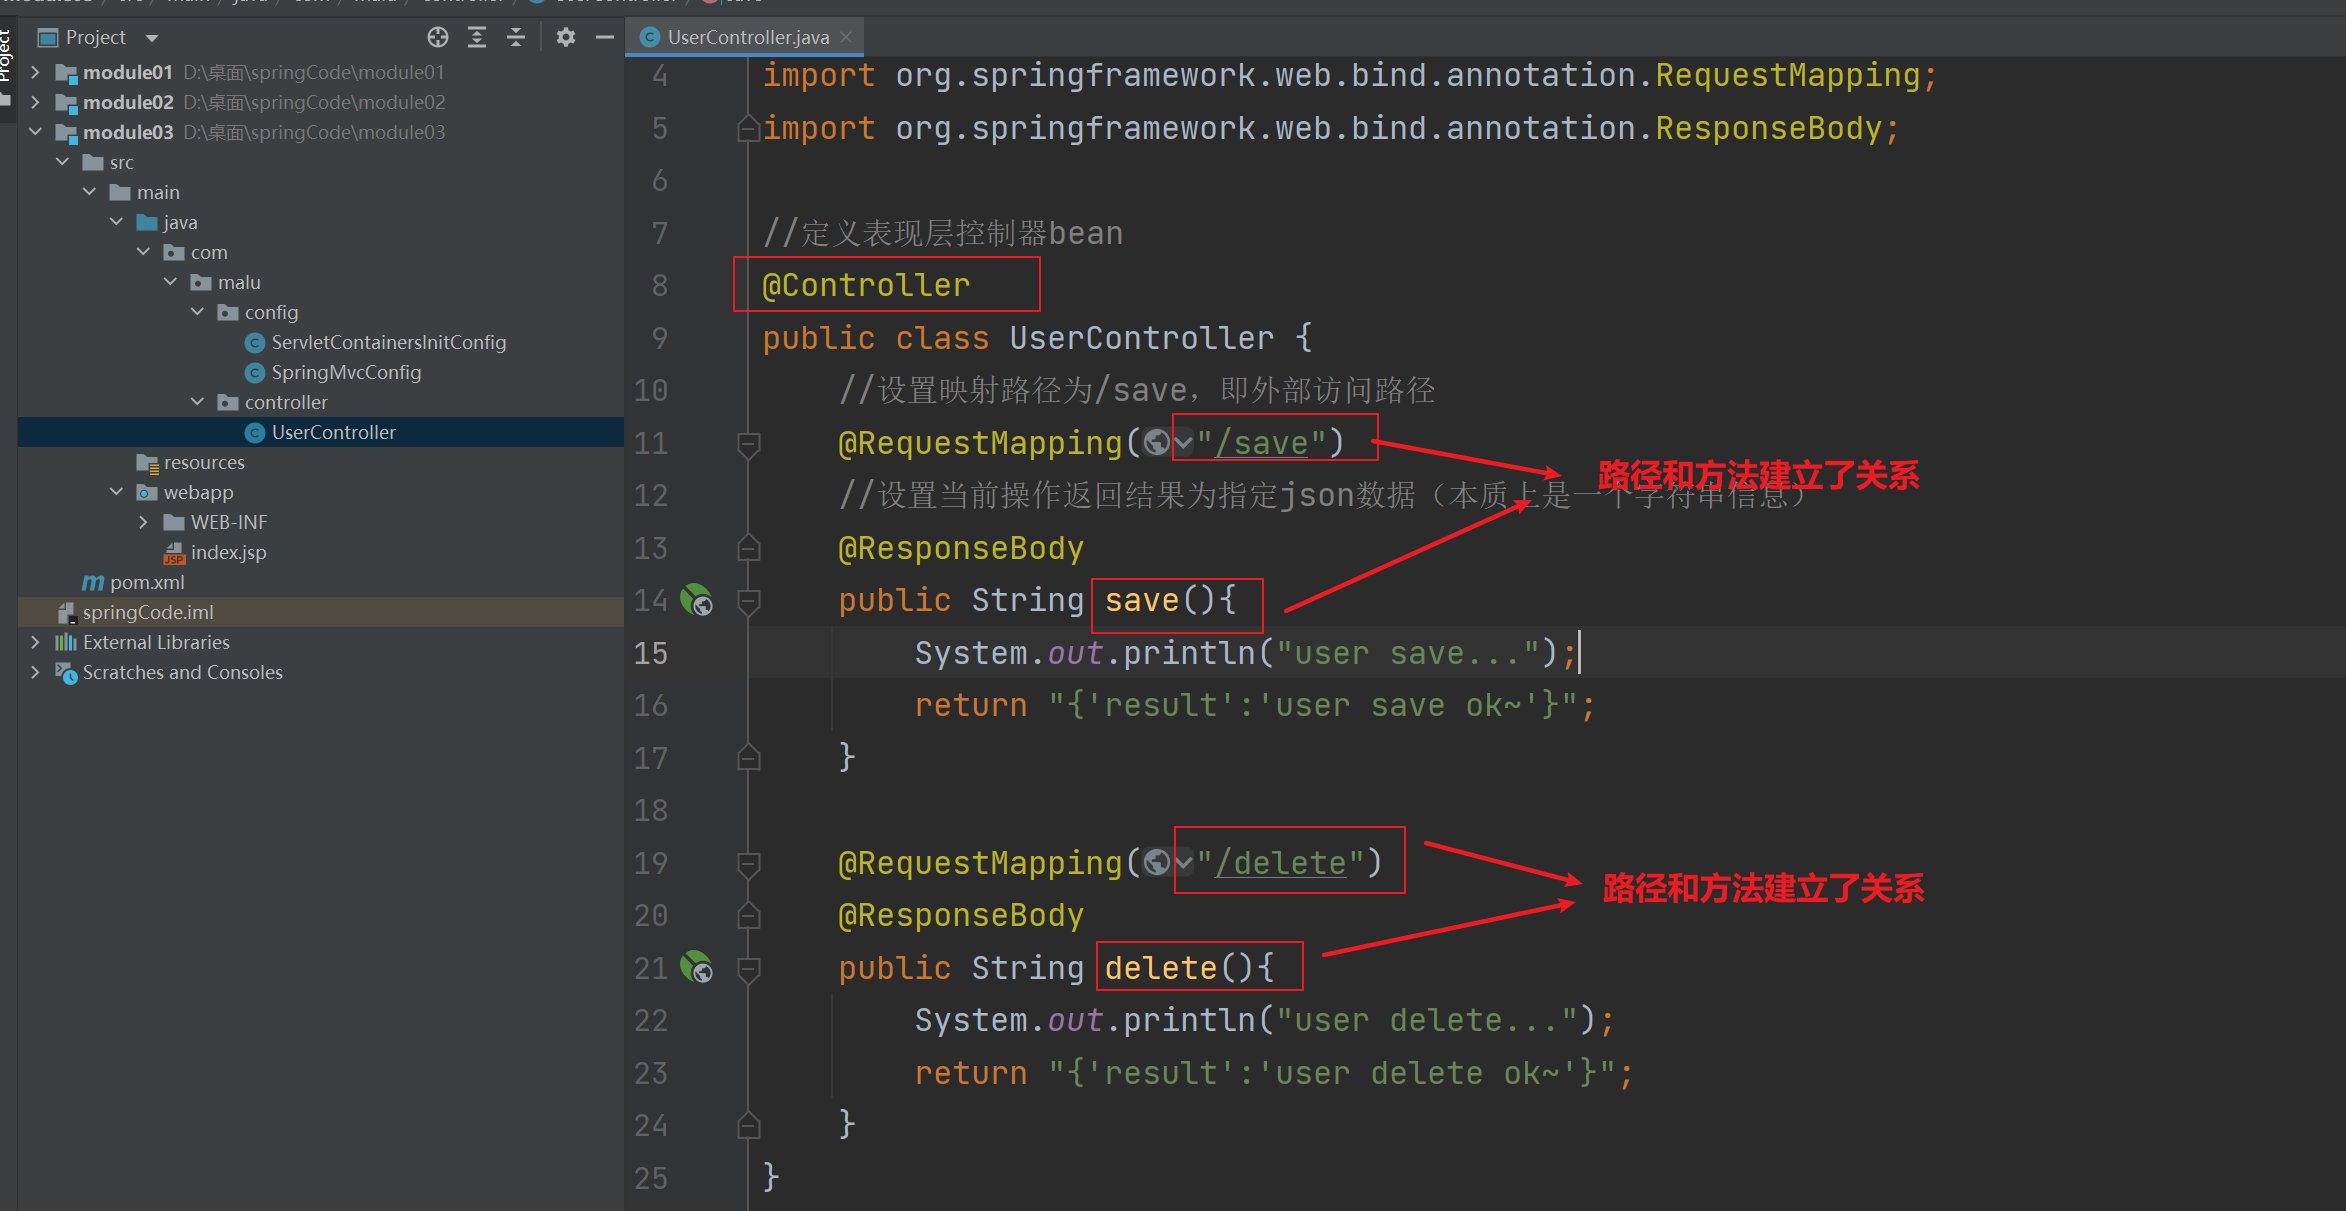 Project
Project
module01 D:\桌面\springCode\module01
module02 D:\桌面\springCode\module02
module03 D:\桌面\springCode\module03
src
main
java
com
malu
config
ServletContainersInitConfig
SpringMvcConfig
controller
UserController
resources
webapp
WEB-INF
index.jsp
pom.xml
springCode.iml
External Libraries
Scratches and Consoles
UserController.java
4 import org.springframework.web.bind.annotation.RequestMapping;
5 import org.springframework.web.bind.annotation.ResponseBody;
6
7 //定义表现层控制器bean
8 @Controller
9 public class UserController {
10 //设置映射路径为/save，即外部访问路径
11 @RequestMapping("/save")
路径和方法建立了关系
12 //设置当前操作返回结果为指定json数据（本质上是一个字符串信息）
13 @ResponseBody
14 public String save(){
15 System.out.println("user save...");
16 return "{'result':'user save ok~'}";
17 }
18
19 @RequestMapping("/delete")
路径和方法建立了关系
20 @ResponseBody
21 public String delete(){
22 System.out.println("user delete...");
23 return "{'result':'user delete ok~'}";
24 }
25 }